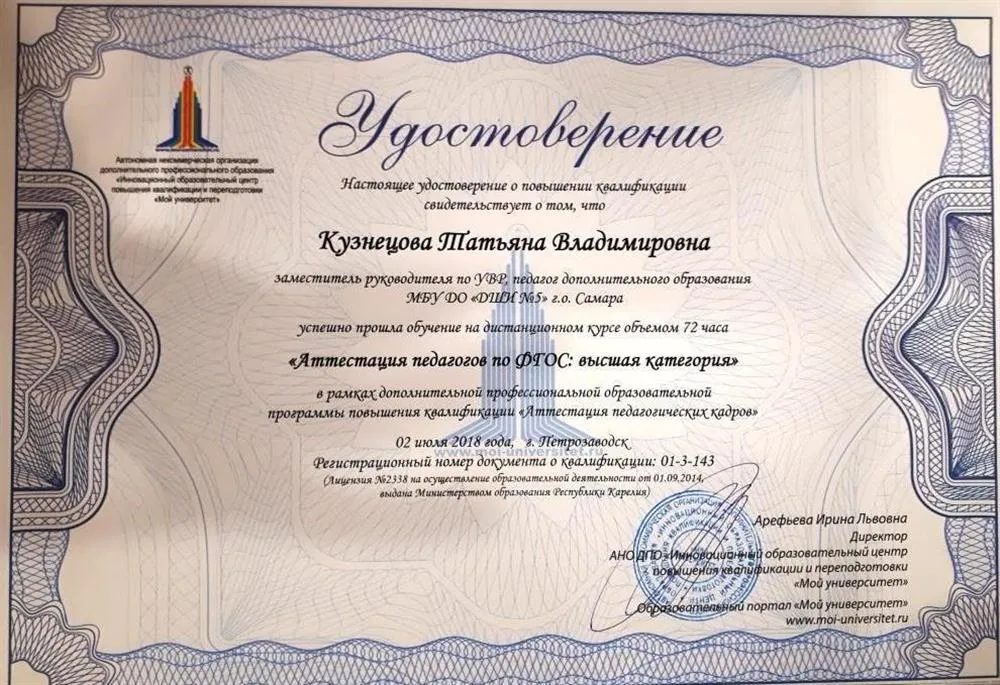 Автономная некоммерческая организация
дополнительного профессионального образования
«Инновационный образовательный центр
повышения квалификации и переподготовки
«Мой университет»
Удостоверение
Настоящее удостоверение о повышении квалификации
свидетельствует о том, что
Кузнецова Татьяна Владимировна
заместитель руководителя по УВР, педагог дополнительного образования
МБУ ДО «ДШИ №5» г.о. Самара
успешно прошла обучение на дистанционном курсе объемом 72 часа
«Аттестация педагогов по ФГОС: высшая категория»
в рамках дополнительной профессиональной образовательной
программы повышения квалификации «Аттестация педагогических кадров»
02 июля 2018 года, г. Петрозаводск
www.moi-universitet.ru
Регистрационный номер документа о квалификации: 01-3-143
(Лицензия №2338 на осуществление образовательной деятельности от 01.09.2014,
выдана Министерством образования Республики Карелия)
Арефьева Ирина Львовна
Директор
АНО ДПО «Инновационный образовательный центр
повышения квалификации и переподготовки
«Мой университет»
Образовательный портал «Мой университет»
www.moi-universitet.ru